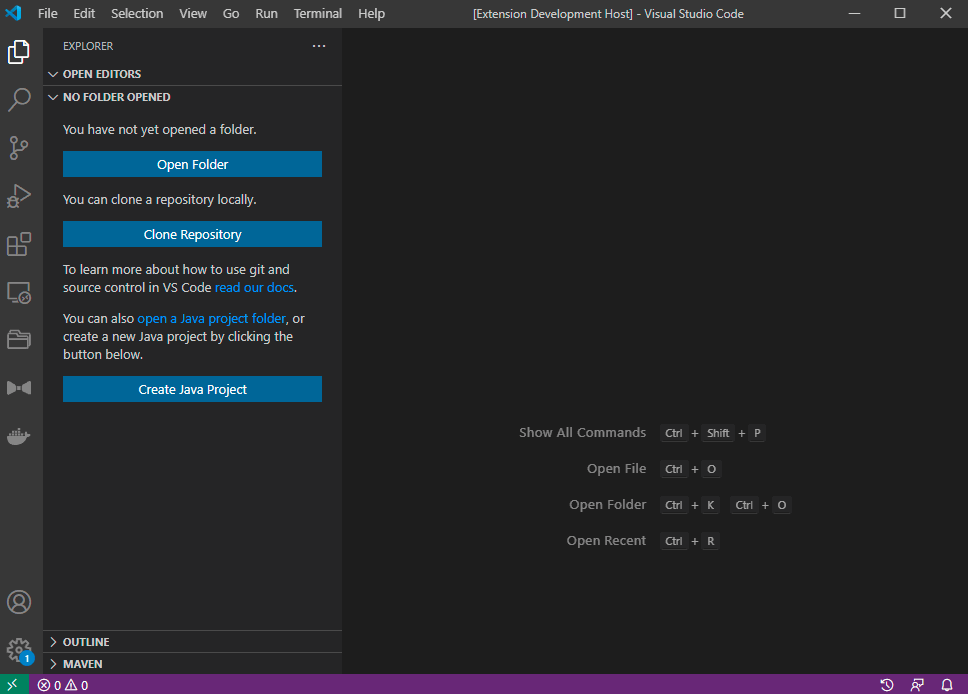 File Edit Selection View Go Run Terminal Help [Extension Development Host] - Visual Studio Code
EXPLORER
OPEN EDITORS
NO FOLDER OPENED
You have not yet opened a folder.
Open Folder
You can clone a repository locally.
Clone Repository
To learn more about how to use git and
source control in VS Code read our docs.
You can also open a Java project folder, or
create a new Java project by clicking the
button below.
Create Java Project
Show All Commands Ctrl + Shift + P
Open File Ctrl + O
Open Folder Ctrl + K Ctrl + O
Open Recent Ctrl + R
OUTLINE
MAVEN
1
0 0